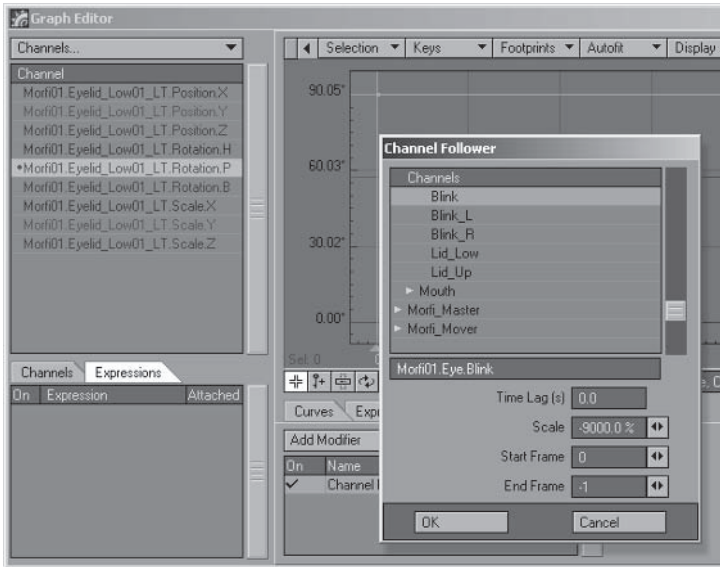 Graph Editor
Channels...
Channel
Morfi01.Eyelid_Low01_LT.Position.X
Morfi01.Eyelid_Low01_LT.Position.Y
Morfi01.Eyelid_Low01_LT.Position.Z
Morfi01.Eyelid_Low01_LT.Rotation.H
Morfi01.Eyelid_Low01_LT.Rotation.P
Morfi01.Eyelid_Low01_LT.Rotation.B
Morfi01.Eyelid_Low01_LT.Scale.X
Morfi01.Eyelid_Low01_LT.Scale.Y
Morfi01.Eyelid_Low01_LT.Scale.Z
Channels Expressions
On Expression Attached
Selection Keys Footprints Autofit Display
90.05°
60.03°
30.02°
0.00°
Sel: 0
Curves
Add Modifier
On Name
Channel
Channel Follower
Channels
Blink
Blink_L
Blink_R
Lid_Low
Lid_Up
Mouth
Morfi_Master
Morfi_Mover
Morfi01.Eye.Blink
Time Lag (s) 0.0
Scale -9000.0 %
Start Frame 0
End Frame -1
OK Cancel